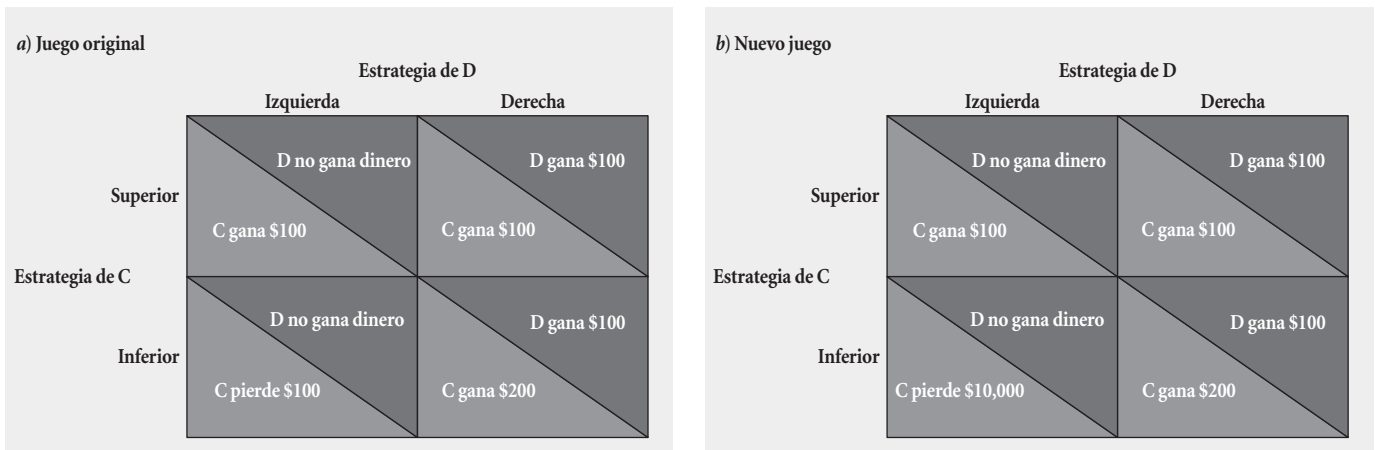 a) Juego original
Estrategia de D
Izquierda Derecha
D no gana dinero D gana $100
Superior
C gana $100 C gana $100
Estrategia de C
D no gana dinero D gana $100
Inferior
C pierde $100 C gana $200
b) Nuevo juego
Estrategia de D
Izquierda Derecha
D no gana dinero D gana $100
Superior
C gana $100 C gana $100
Estrategia de C
D no gana dinero D gana $100
Inferior
C pierde $10,000 C gana $200